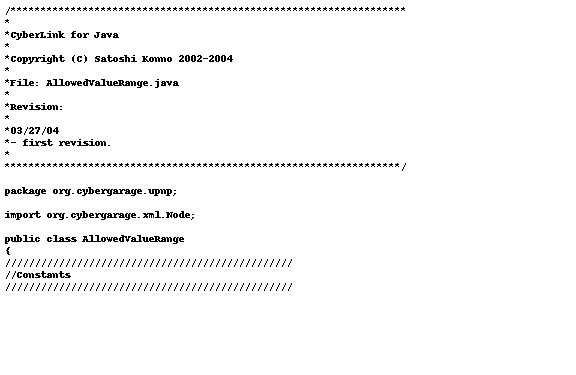 /******************************************************************
*
*CyberLink for Java
*
*Copyright (C) Satoshi Konno 2002-2004
*
*File: AllowedValueRange.java
*
*Revision:
*
*03/27/04
*- first revision.
*
******************************************************************/
package org.cybergarage.upnp;
import org.cybergarage.xml.Node;
public class AllowedValueRange
{
////////////////////////////////////////////////
//Constants
////////////////////////////////////////////////